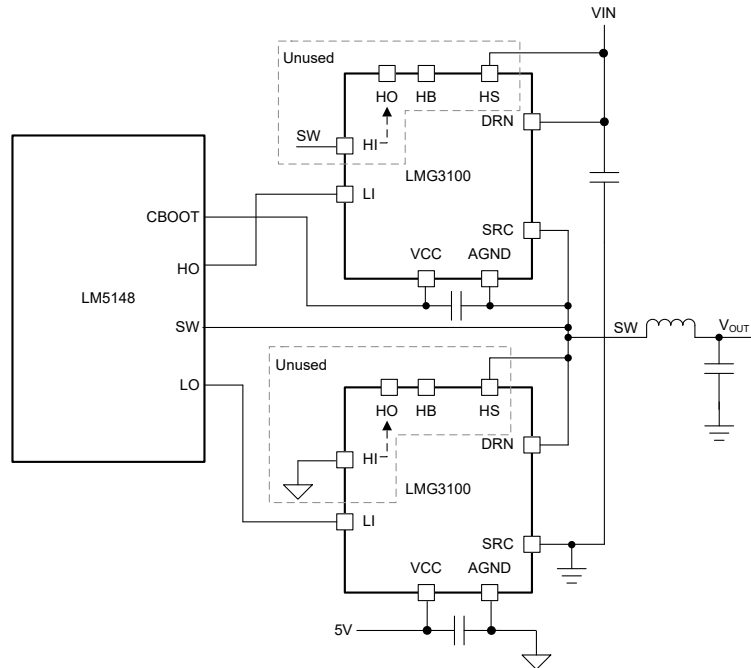 VIN
Unused
HO HB HS
DRN
SW
HI
LMG3100
LI
CBOOT
SRC
VCC AGND
HO
LM5148
SW
SW
VOUT
Unused
LO
HO HB HS
DRN
HI
LMG3100
LI
SRC
VCC AGND
5V